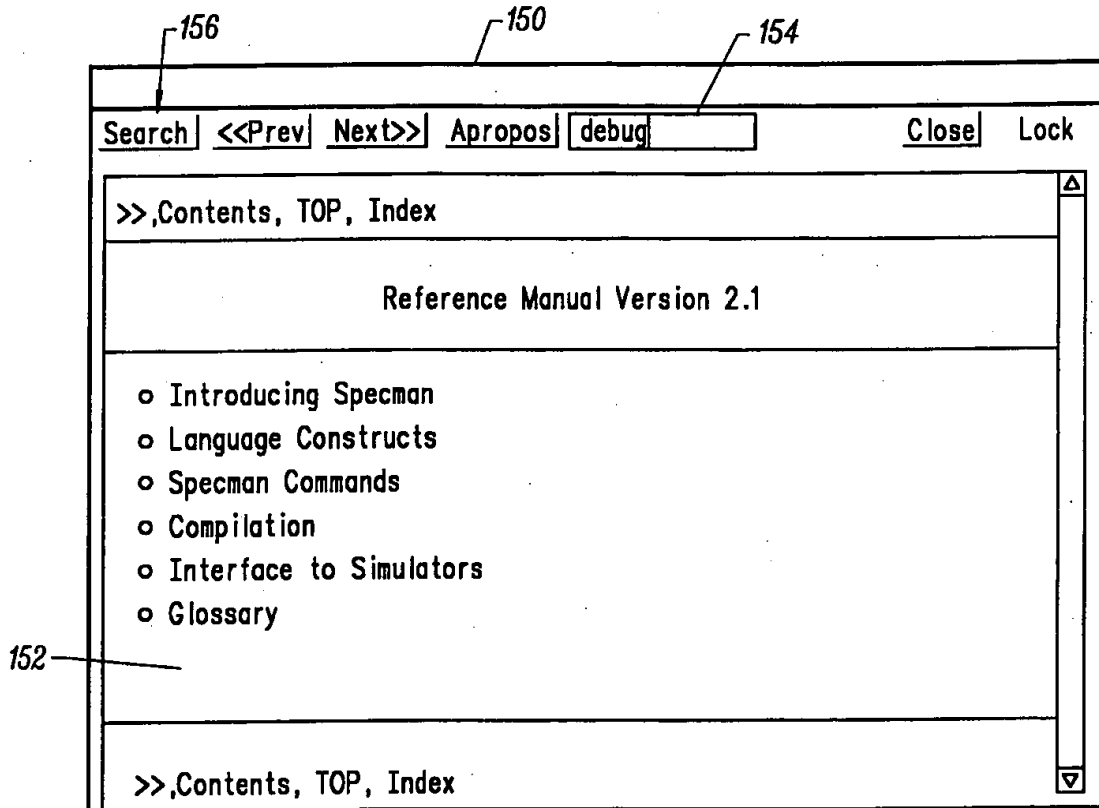 156 150 154
Search <<Prev Next>> Apropos debug Close Lock
>>,Contents, TOP, Index
Reference Manual Version 2.1
o Introducing Specman
o Language Constructs
o Specman Commands
o Compilation
o Interface to Simulators
o Glossary
152
>>,Contents, TOP, Index